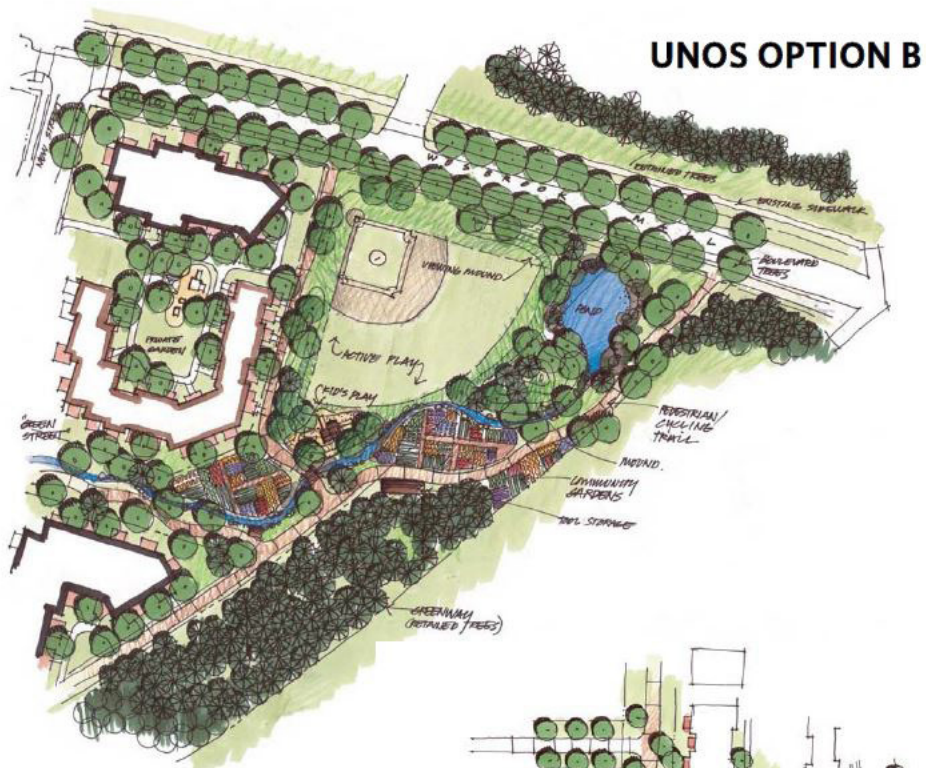 UNOS OPTION B
WESBROOK MALL
RETAINED TREES
EXISTING SIDEWALK
BOULEVARD
TREES
VIEWING MOUND
POND
PRIVATE
GARDEN
ACTIVE PLAY
KID'S PLAY
GREEN
STREET
PEDESTRIAN/
CYCLING
TRAIL
MOUND.
COMMUNITY
GARDENS
TOOL STORAGE
GREENWAY
(RETAINED TREES)